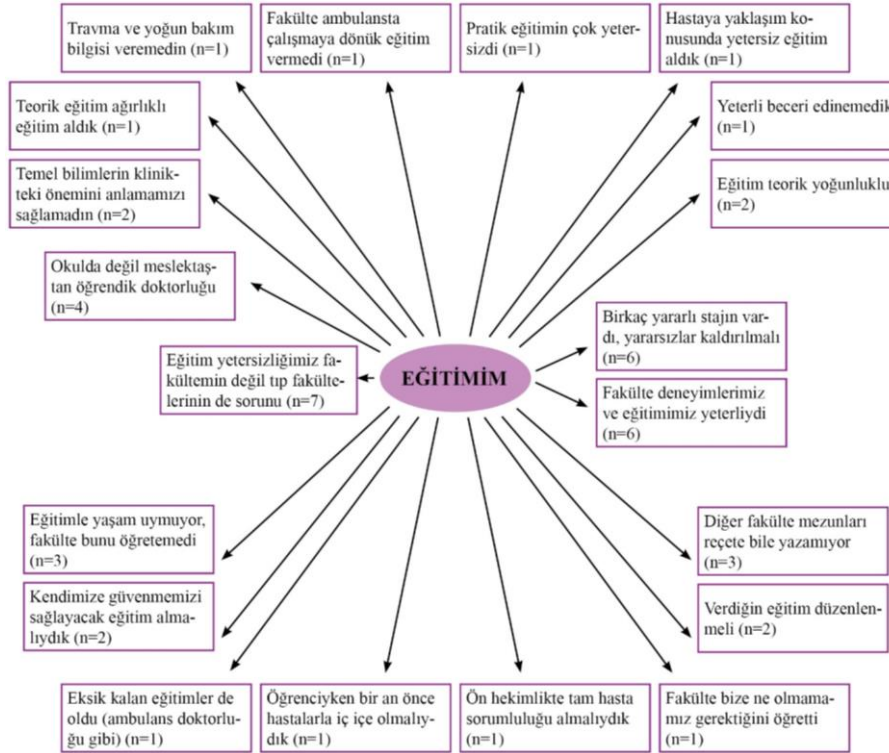 Travma ve yoğun bakım
bilgisi veremedin (n=1)
Fakülte ambulansta
çalışmaya dönük eğitim
vermedi (n=1)
Pratik eğitimin çok yeter-
sizdi (n=1)
Hastaya yaklaşım ko-
nusunda yetersiz eğitim
aldık (n=1)
Teorik eğitim ağırlıklı
eğitim aldık (n=1)
Yeterli beceri edinemedik
(n=1)
Temel bilimlerin klinik-
teki önemini anlamamızı
sağlamadın (n=2)
Eğitim teorik yoğunluklu
(n=2)
Okulda değil meslektaş-
tan öğrendik doktorluğu
(n=4)
Birkaç yararlı stajın var-
dı, yararsızlar kaldırılmalı
(n=6)
Eğitim yetersizliğimiz fa-
kültemin değil tıp fakülte-
lerinin de sorunu (n=7)
EĞİTİMİM
Fakülte deneyimlerimiz
ve eğitimimiz yeterliydi
(n=6)
Eğitimle yaşam uymuyor,
fakülte bunu öğretemedi
(n=3)
Diğer fakülte mezunları
reçete bile yazamıyor
(n=3)
Kendimize güvenmemizi
sağlayacak eğitim alma-
lıydık (n=2)
Verdiğin eğitim düzenlen-
meli (n=2)
Eksik kalan eğitimler de
oldu (ambulans doktorlu-
ğu gibi) (n=1)
Öğrenciyken bir an önce
hastalarla iç içe olmalıy-
dık (n=1)
Ön hekimlikte tam hasta
sorumluluğu almalıydık
(n=1)
Fakülte bize ne olmama-
mız gerektiğini öğretti
(n=1)